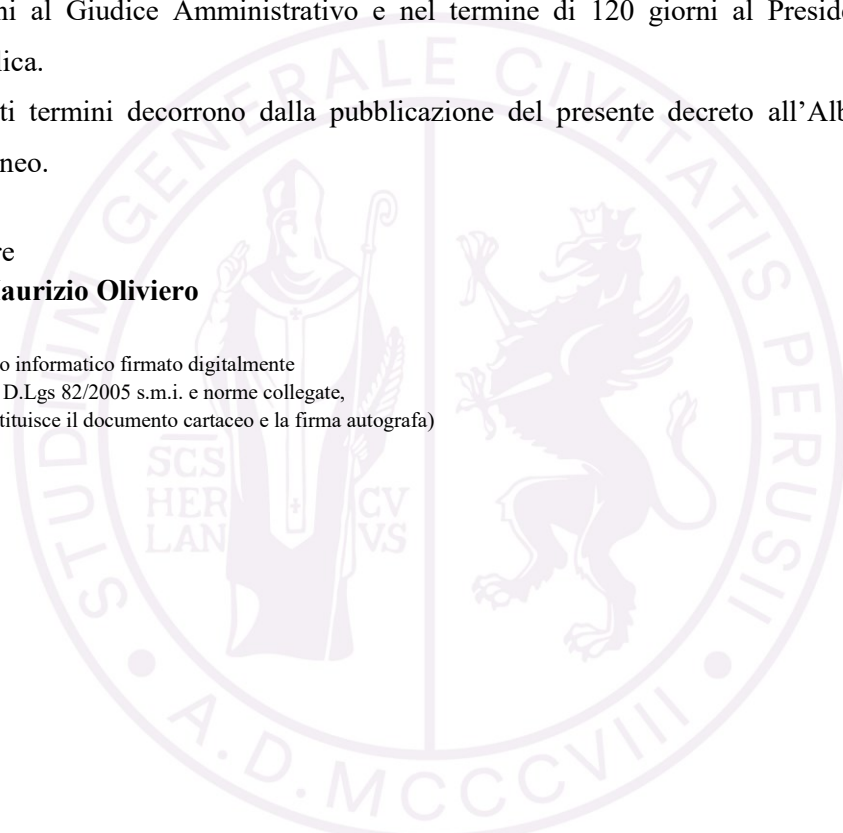 ni al Giudice Amministrativo e nel termine di 120 giorni al Preside
lica.
ti termini decorrono dalla pubblicazione del presente decreto all’Alb
neo.
re
aurizio Oliviero
o informatico firmato digitalmente
D.Lgs 82/2005 s.m.i. e norme collegate,
tituisce il documento cartaceo e la firma autografa)
STUDIUM GENERALE CIVITATIS PERUSII
SCS
HER
LAN
CV
VS
A.D. MCCCVIII